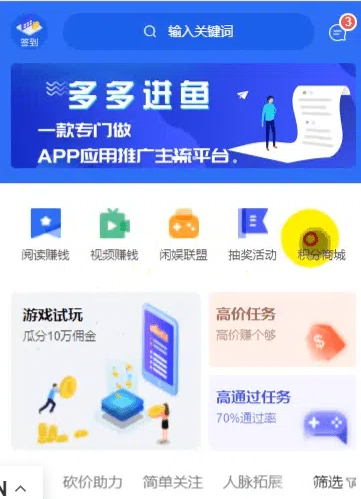 签到
输入关键词
3
多多进鱼
一款专门做
APP应用推广主流平台。
阅读赚钱
视频赚钱
闲娱联盟
抽奖活动
积分商城
游戏试玩
瓜分10万佣金
高价任务
高价赚个够
$
高通过任务
70%通过率
N
砍价助力
简单关注
人脉拓展
筛选